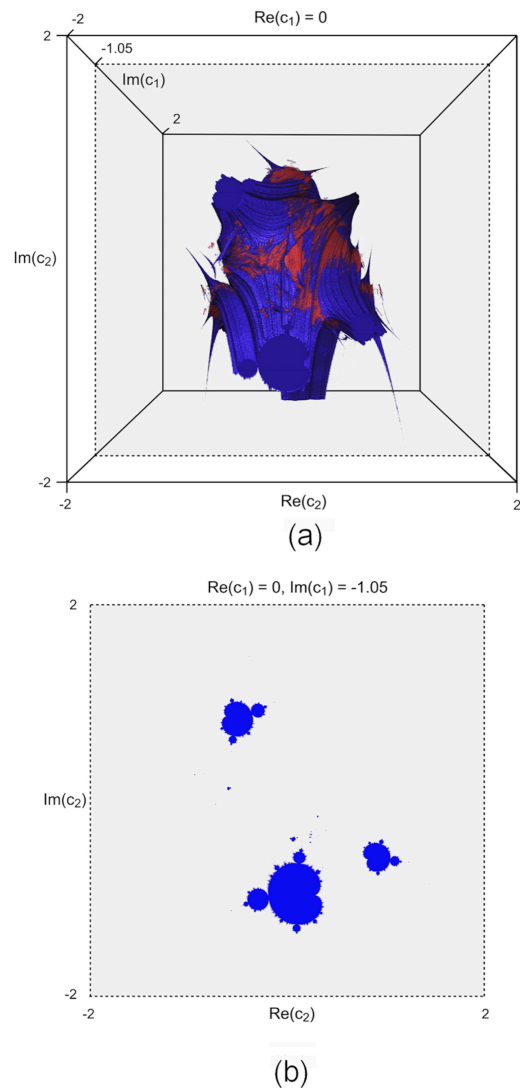 Re(c₁) = 0
-2
2
-1.05
Im(c₁)
2
Im(c₂)
-2
-2
Re(c₂)
2
(a)
Re(c₁) = 0, Im(c₁) = -1.05
2
Im(c₂)
-2
-2
Re(c₂)
2
(b)